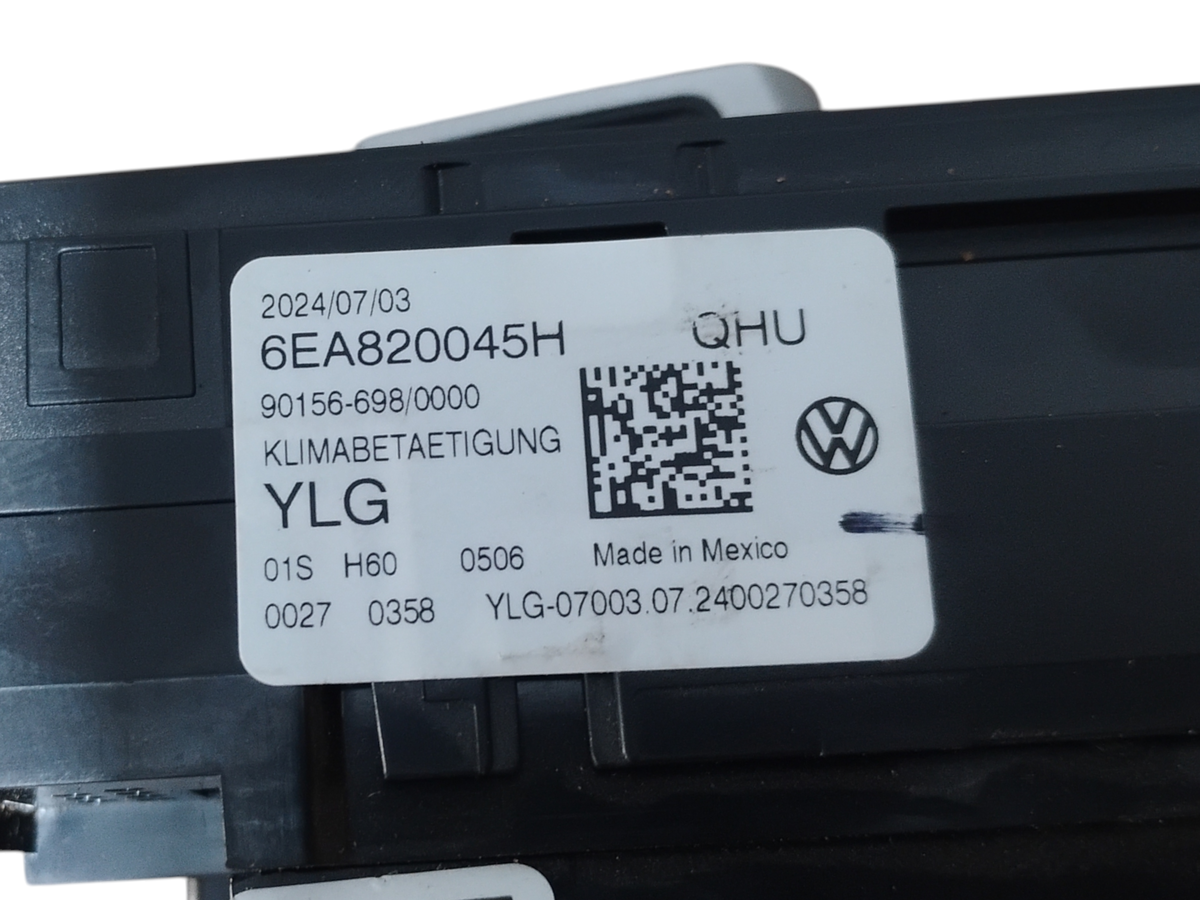 2024/07/03
6EA820045H QHU
90156-698/0000
KLIMABETAETIGUNG
YLG
01S H60 0506 Made in Mexico
0027 0358 YLG-07003.07.2400270358